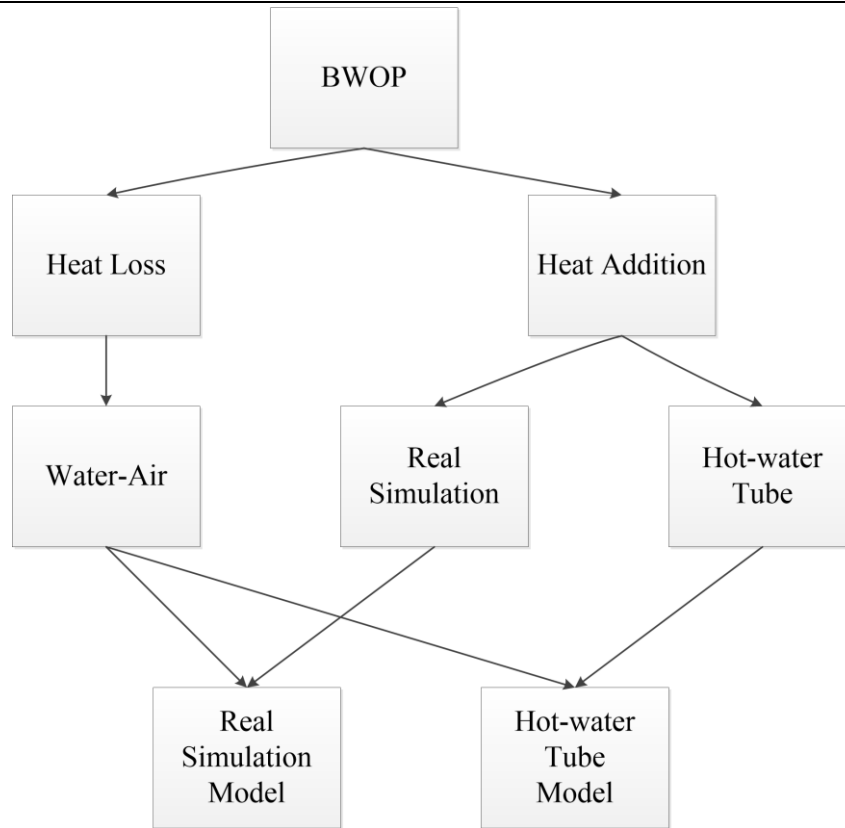 BWOP
Heat Loss
Heat Addition
Water-Air
Real
Simulation
Hot-water
Tube
Real
Simulation
Model
Hot-water
Tube
Model